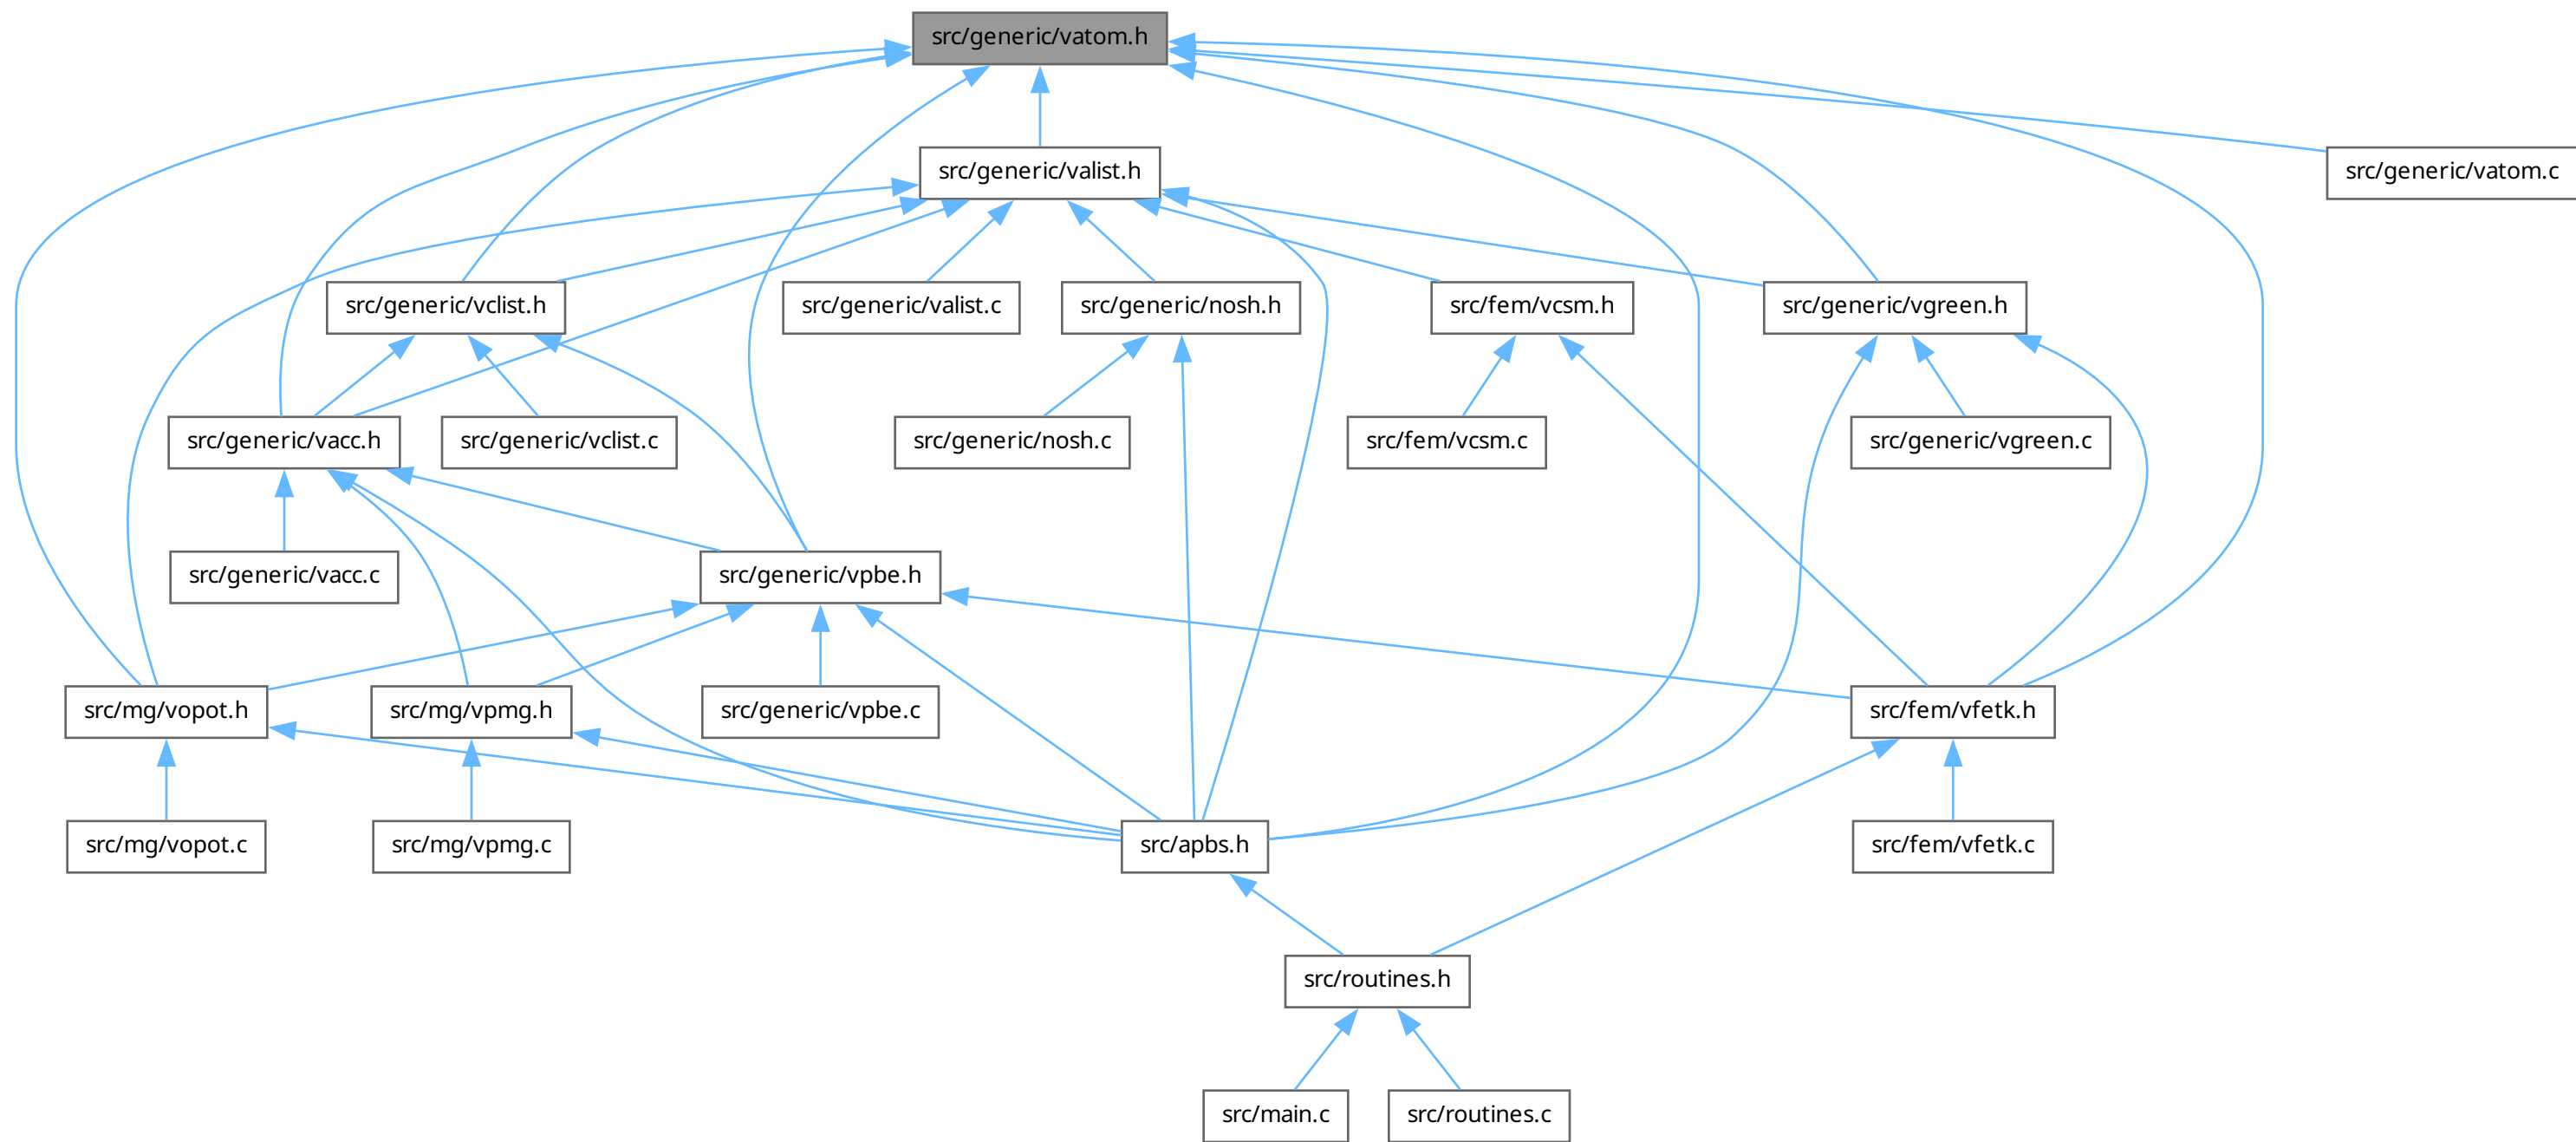 src/generic/vatom.h
src/generic/valist.h
src/generic/vatom.c
src/generic/vclist.h
src/generic/valist.c
src/generic/nosh.h
src/fem/vcsm.h
src/generic/vgreen.h
src/generic/vacc.h
src/generic/vclist.c
src/generic/nosh.c
src/fem/vcsm.c
src/generic/vgreen.c
src/generic/vacc.c
src/generic/vpbe.h
src/mg/vopot.h
src/mg/vpmg.h
src/generic/vpbe.c
src/fem/vfetk.h
src/mg/vopot.c
src/mg/vpmg.c
src/apbs.h
src/fem/vfetk.c
src/routines.h
src/main.c
src/routines.c